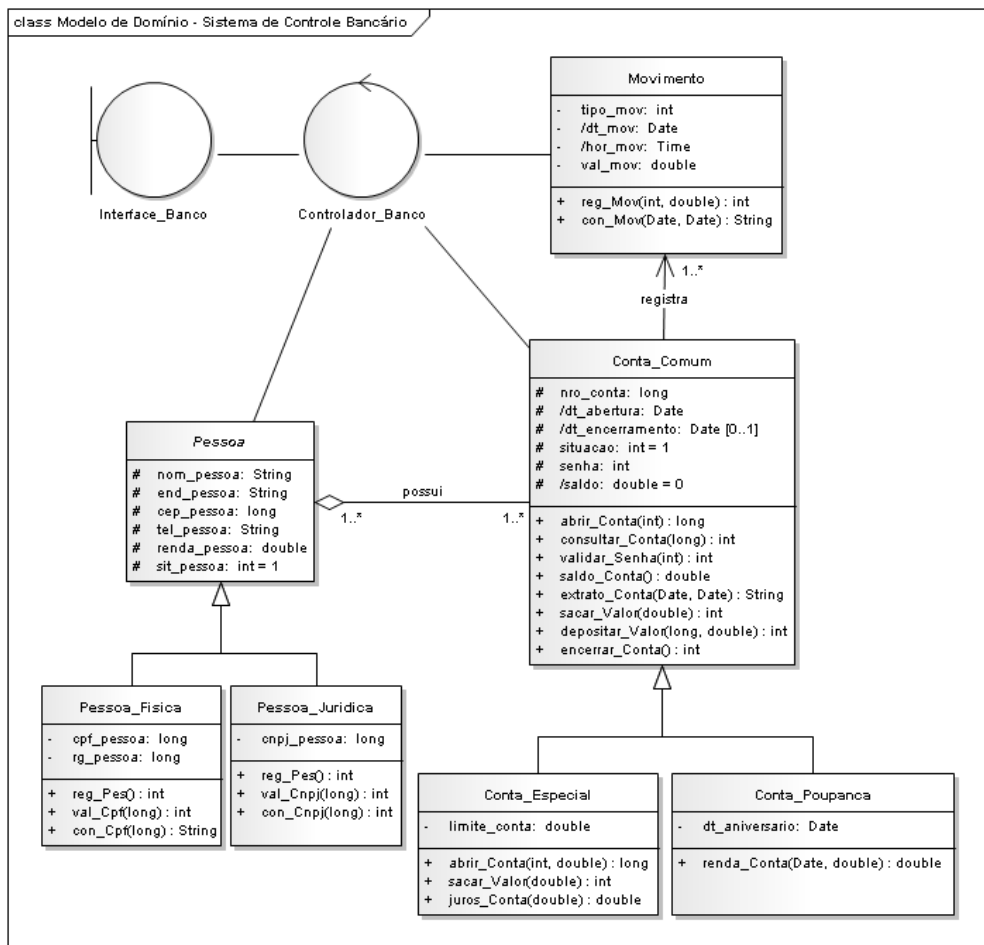 class Modelo de Domínio - Sistema de Controle Bancário
Interface_Banco
Controlador_Banco
Movimento
- tipo_mov: int
- /dt_mov: Date
- /hor_mov: Time
- val_mov: double
+ reg_Mov(int, double) : int
+ con_Mov(Date, Date) : String
1..*
registra
Conta_Comum
# nro_conta: long
# /dt_abertura: Date
# /dt_encerramento: Date [0..1]
# situacao: int = 1
# senha: int
# /saldo: double = 0
+ abrir_Conta(int) : long
+ consultar_Conta(long) : int
+ validar_Senha(int) : int
+ saldo_Conta() : double
+ extrato_Conta(Date, Date) : String
+ sacar_Valor(double) : int
+ depositar_Valor(long, double) : int
+ encerrar_Conta() : int
Pessoa
# nom_pessoa: String
# end_pessoa: String
# cep_pessoa: long
# tel_pessoa: String
# renda_pessoa: double
# sit_pessoa: int = 1
possui
1..*
1..*
Pessoa_Fisica
- cpf_pessoa: long
- rg_pessoa: long
+ reg_Pes() : int
+ val_Cpf(long) : int
+ con_Cpf(long) : String
Pessoa_Juridica
- cnpj_pessoa: long
+ reg_Pes() : int
+ val_Cnpj(long) : int
+ con_Cnpj(long) : int
Conta_Especial
- limite_conta: double
+ abrir_Conta(int, double) : long
+ sacar_Valor(double) : int
+ juros_Conta(double) : double
Conta_Poupanca
- dt_aniversario: Date
+ renda_Conta(Date, double) : double